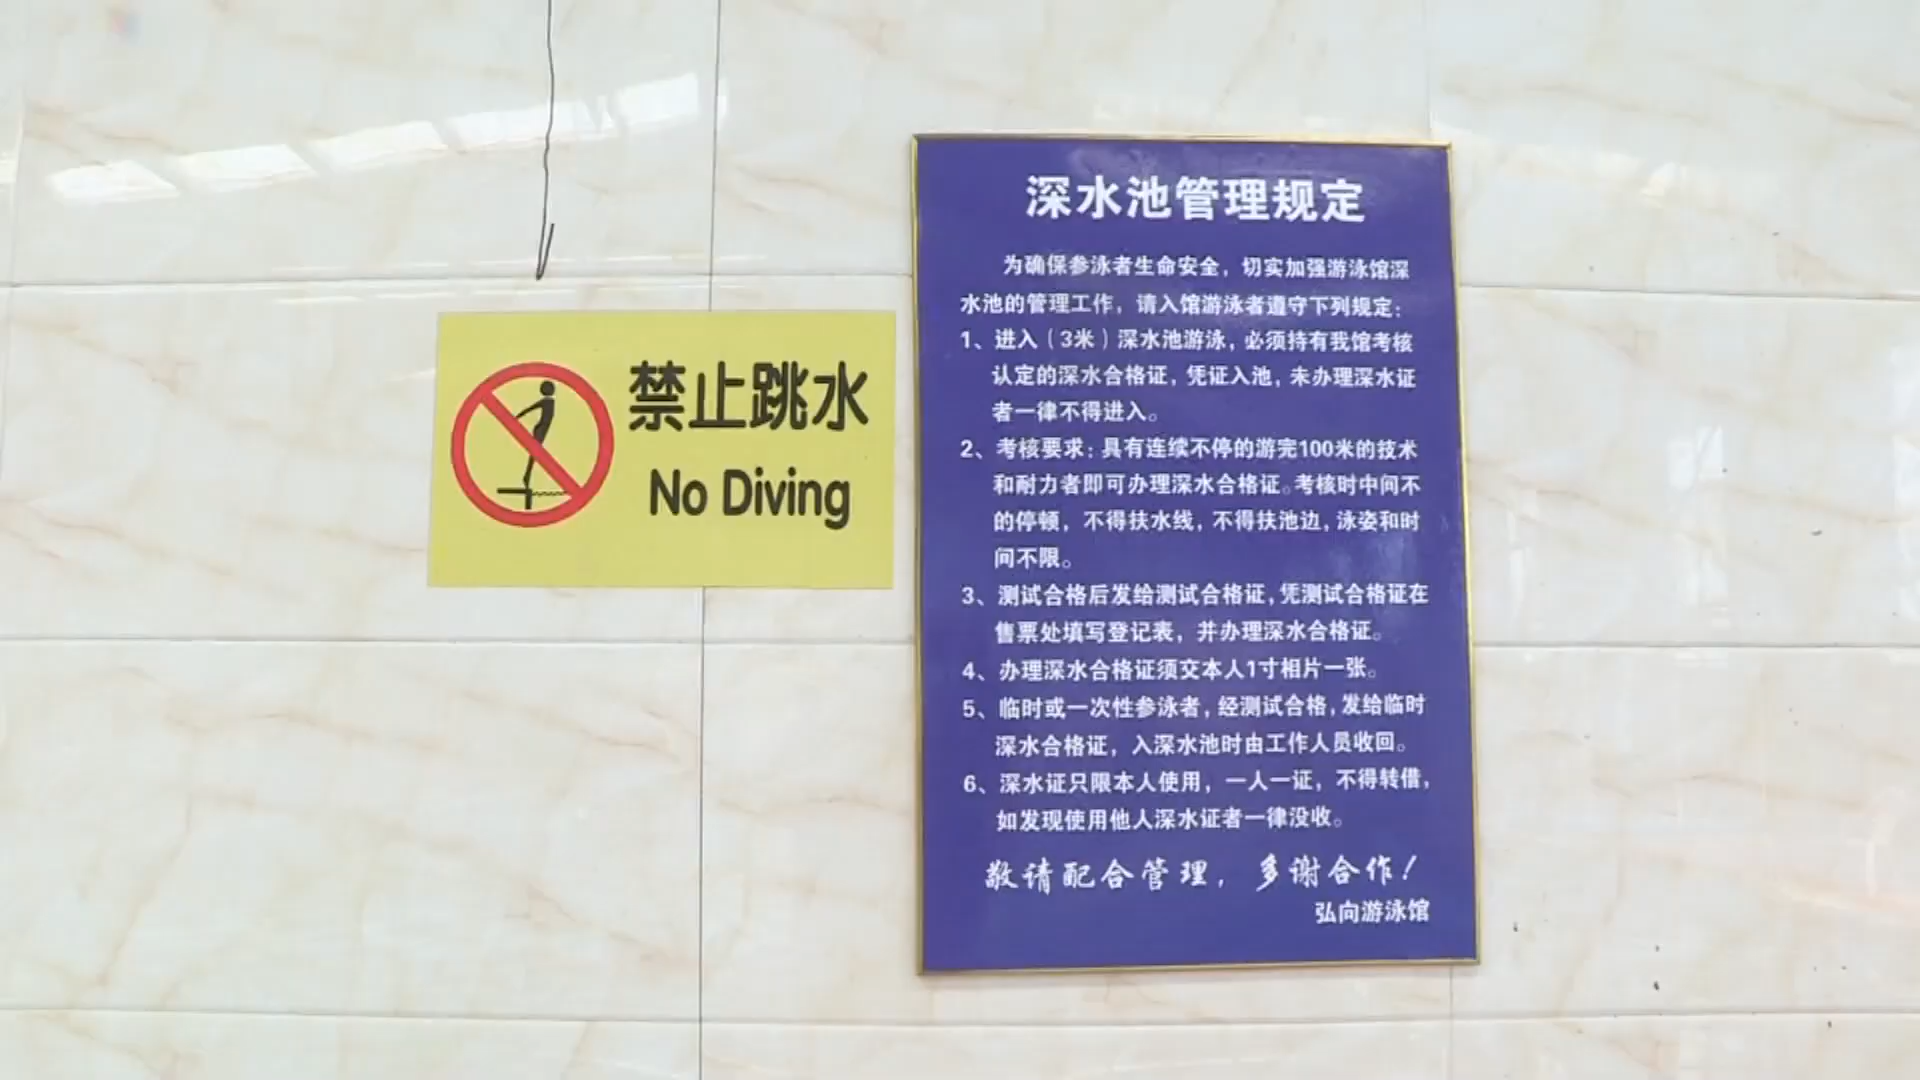 禁止跳水
No Diving
深水池管理规定
为确保参泳者生命安全，切实加强游泳馆深
水池的管理工作，请入馆游泳者遵守下列规定：
1、进入（3米）深水池游泳，必须持有我馆考核
认定的深水合格证，凭证入池，未办理深水证
者一律不得进入。
2、考核要求：具有连续不停的游完100米的技术
和耐力者即可办理深水合格证。考核时中间不
的停顿，不得扶水线，不得扶池边，泳姿和时
间不限。
3、测试合格后发给测试合格证，凭测试合格证在
售票处填写登记表，并办理深水合格证。
4、办理深水合格证须交本人1寸相片一张。
5、临时或一次性参泳者，经测试合格，发给临时
深水合格证，入深水池时由工作人员收回。
6、深水证只限本人使用，一人一证，不得转借，
如发现使用他人深水证者一律没收。
敬请配合管理，多谢合作！
弘向游泳馆